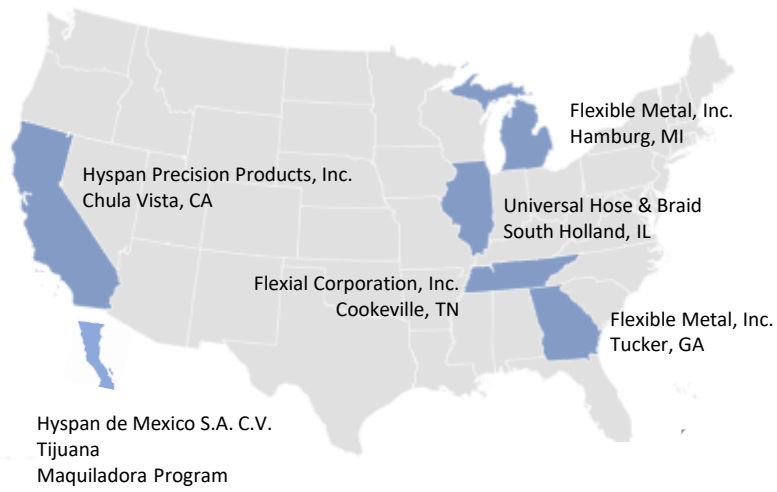 Flexible Metal, Inc.
Hamburg, MI
Hyspan Precision Products, Inc.
Chula Vista, CA
Universal Hose & Braid
South Holland, IL
Flexial Corporation, Inc.
Cookeville, TN
Flexible Metal, Inc.
Tucker, GA
Hyspan de Mexico S.A. C.V.
Tijuana
Maquiladora Program